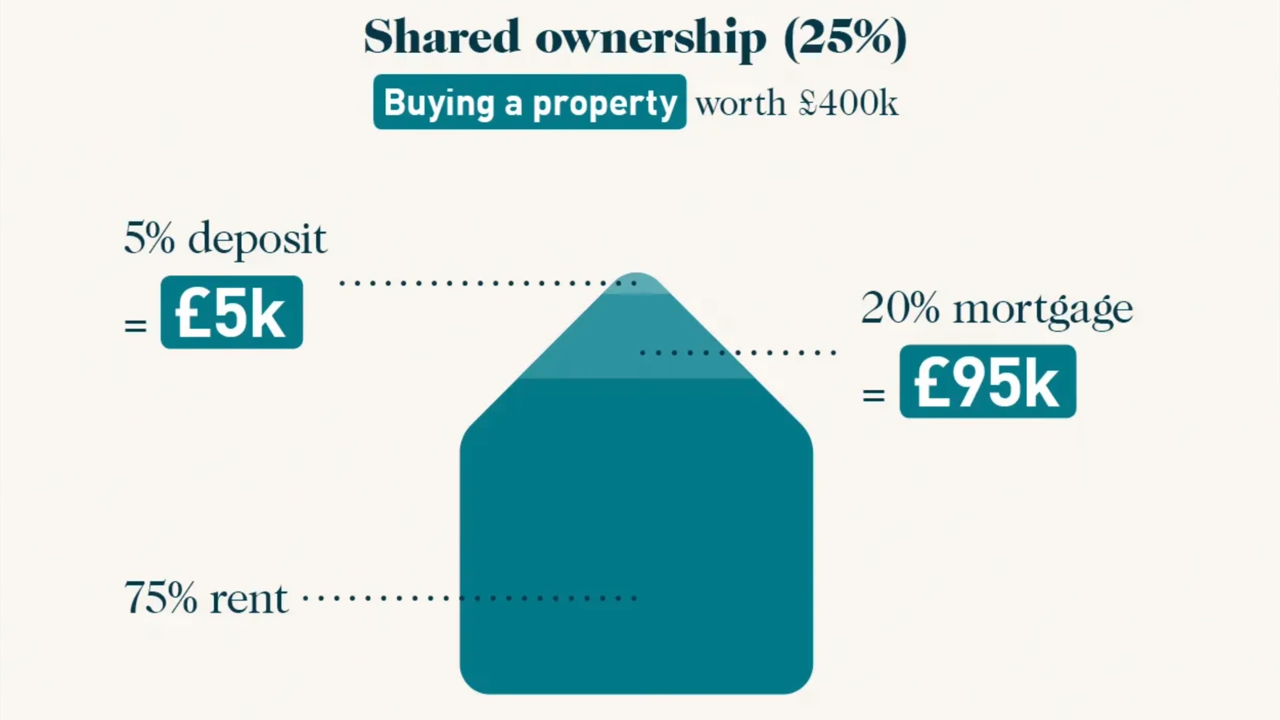 Shared ownership (25%)
Buying a property worth £400k
5% deposit
= £5k
20% mortgage
= £95k
75% rent